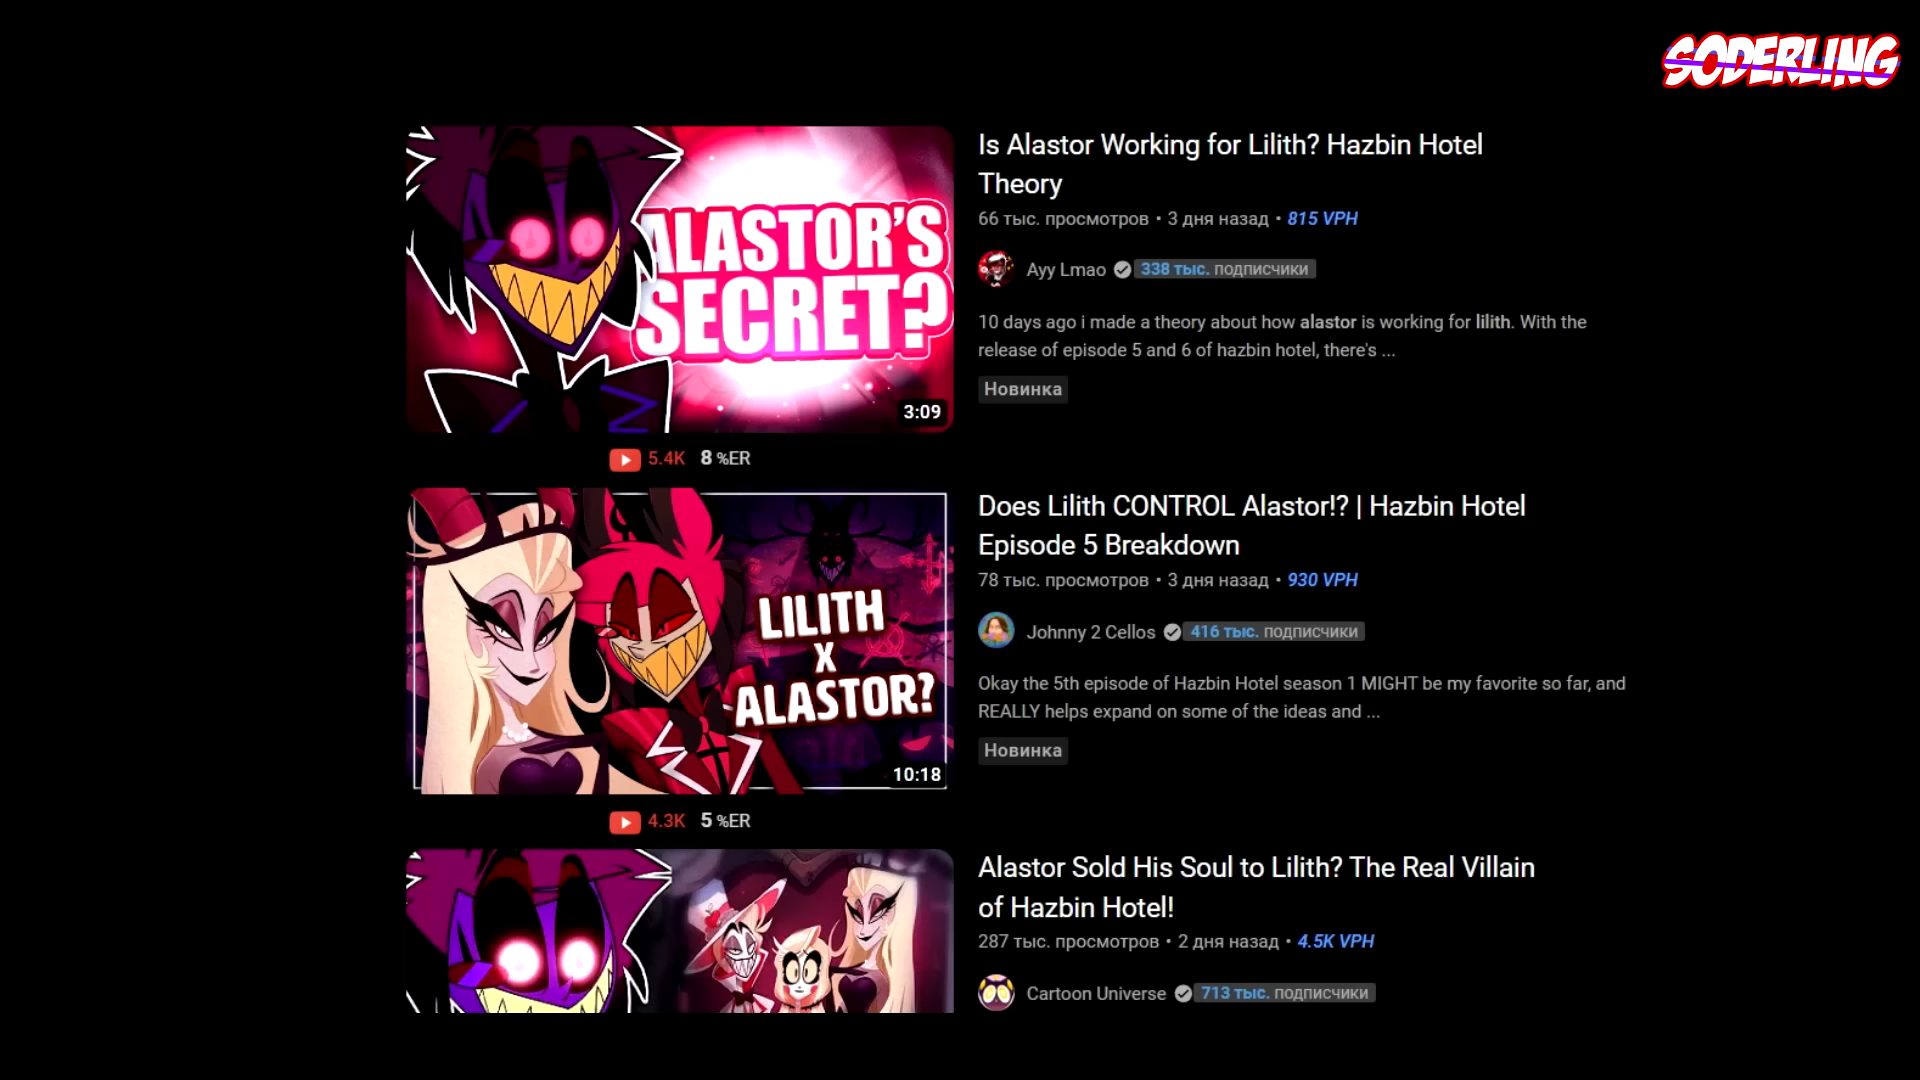 SODERLING
ALASTOR'S
SECRET?
3:09
5.4K 8 %ER
Is Alastor Working for Lilith? Hazbin Hotel
Theory
66 тыс. просмотров • 3 дня назад • 815 VPH
Ayy Lmao 338 тыс. подписчики
10 days ago i made a theory about how alastor is working for lilith. With the
release of episode 5 and 6 of hazbin hotel, there's ...
Новинка
LILITH
X
ALASTOR?
10:18
4.3K 5 %ER
Does Lilith CONTROL Alastor!? | Hazbin Hotel
Episode 5 Breakdown
78 тыс. просмотров • 3 дня назад • 930 VPH
Johnny 2 Cellos 416 тыс. подписчики
Okay the 5th episode of Hazbin Hotel season 1 MIGHT be my favorite so far, and
REALLY helps expand on some of the ideas and ...
Новинка
Alastor Sold His Soul to Lilith? The Real Villain
of Hazbin Hotel!
287 тыс. просмотров • 2 дня назад • 4.5K VPH
Cartoon Universe 713 тыс. подписчики